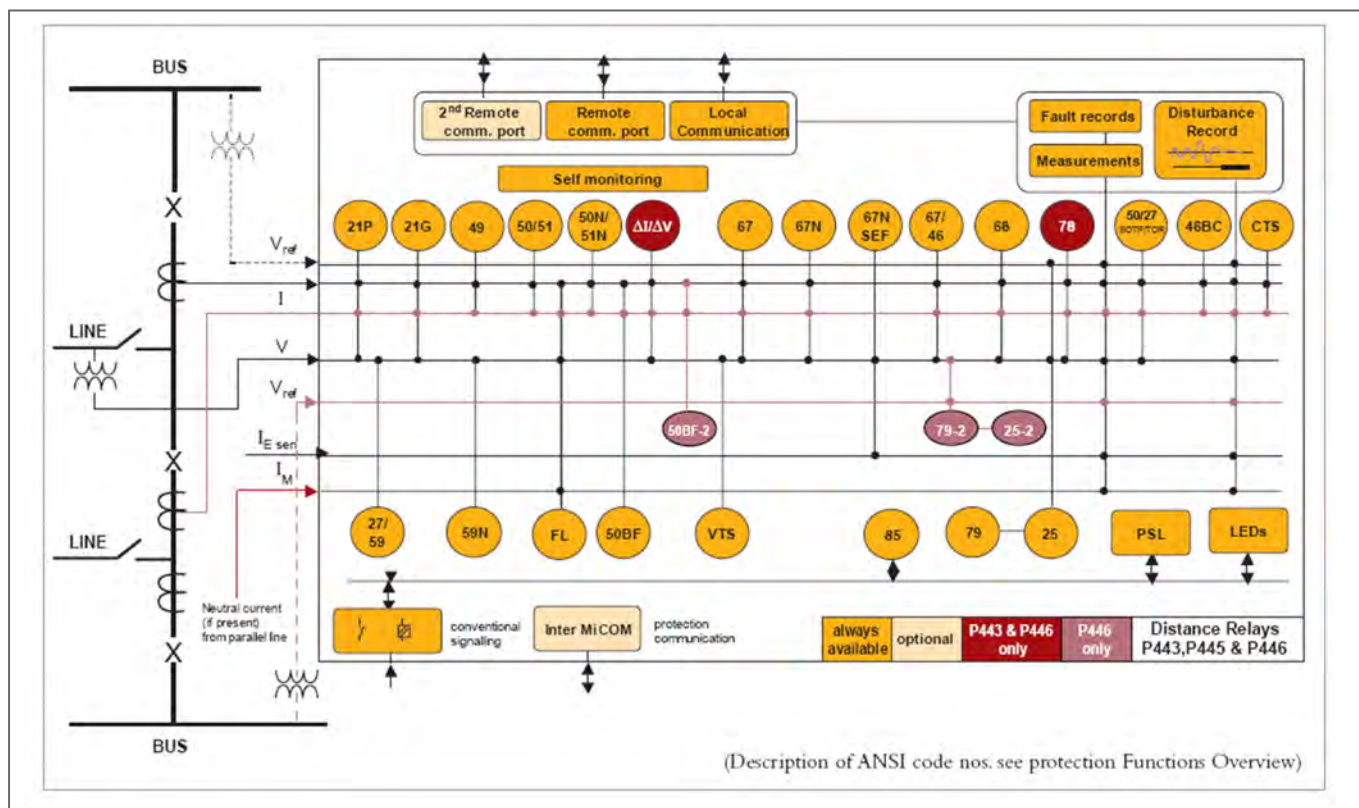 BUS
2nd Remote
comm. port
Remote
comm. port
Local
Communication
Fault records
Measurements
Disturbance
Record
Self monitoring
X
21P
21G
49
50/51
50N/
51N
ΔI/ΔV
67
67N
67N
SEF
67/
46
68
78
50/27
SOTF/TOR
46BC
CTS
Vref
I
LINE
V
Vref
50BF-2
79-2
25-2
X
IE sen
IM
27/
59
59N
FL
50BF
VTS
85
79
25
PSL
LEDs
LINE
Neutral current
(if present)
from parallel line
conventional
signalling
Inter MiCOM
protection
communication
always
available
optional
P443 & P446
only
P446
only
Distance Relays
P443,P445 & P446
X
BUS
(Description of ANSI code nos. see protection Functions Overview)